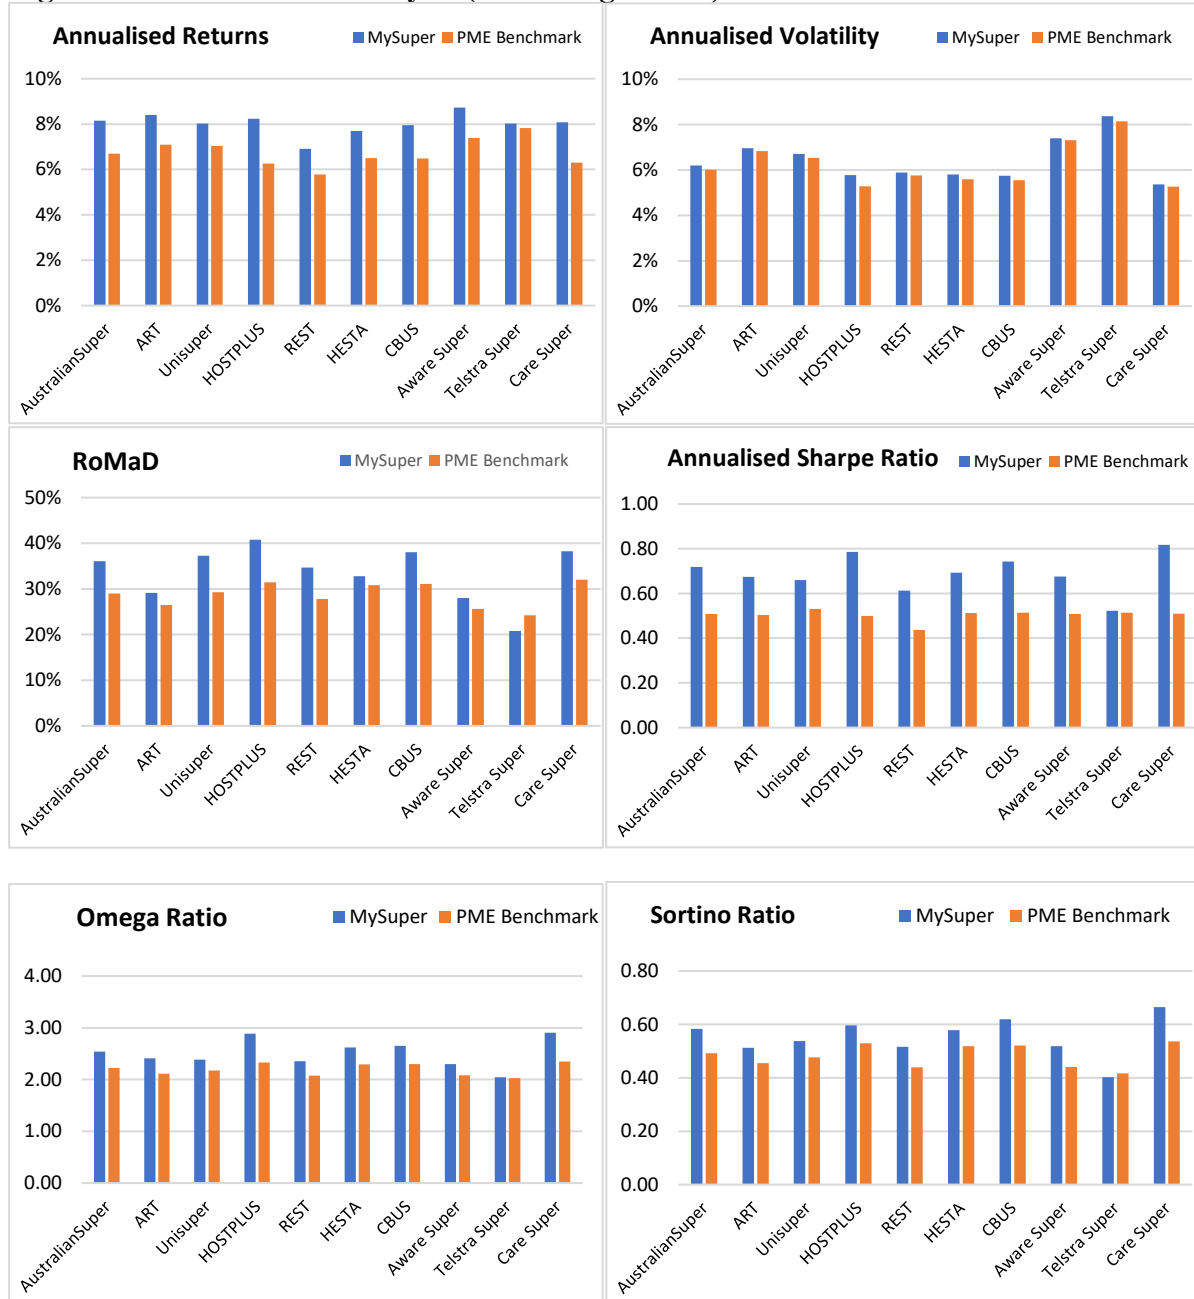 Annualised Returns
MySuper PME Benchmark
10%
8%
6%
4%
2%
0%
AustralianSuper
ART
Unisuper
HOSTPLUS
REST
HESTA
CBUS
Aware Super
Telstra Super
Care Super
Annualised Volatility
MySuper PME Benchmark
10%
8%
6%
4%
2%
0%
AustralianSuper
ART
Unisuper
HOSTPLUS
REST
HESTA
CBUS
Aware Super
Telstra Super
Care Super
RoMaD
MySuper PME Benchmark
50%
40%
30%
20%
10%
0%
AustralianSuper
ART
Unisuper
HOSTPLUS
REST
HESTA
CBUS
Aware Super
Telstra Super
Care Super
Annualised Sharpe Ratio
MySuper PME Benchmark
1.00
0.80
0.60
0.40
0.20
0.00
AustralianSuper
ART
Unisuper
HOSTPLUS
REST
HESTA
CBUS
Aware Super
Telstra Super
Care Super
Omega Ratio
MySuper PME Benchmark
4.00
3.00
2.00
1.00
0.00
AustralianSuper
ART
Unisuper
HOSTPLUS
REST
HESTA
CBUS
Aware Super
Telstra Super
Care Super
Sortino Ratio
MySuper PME Benchmark
0.80
0.60
0.40
0.20
0.00
AustralianSuper
ART
Unisuper
HOSTPLUS
REST
HESTA
CBUS
Aware Super
Telstra Super
Care Super